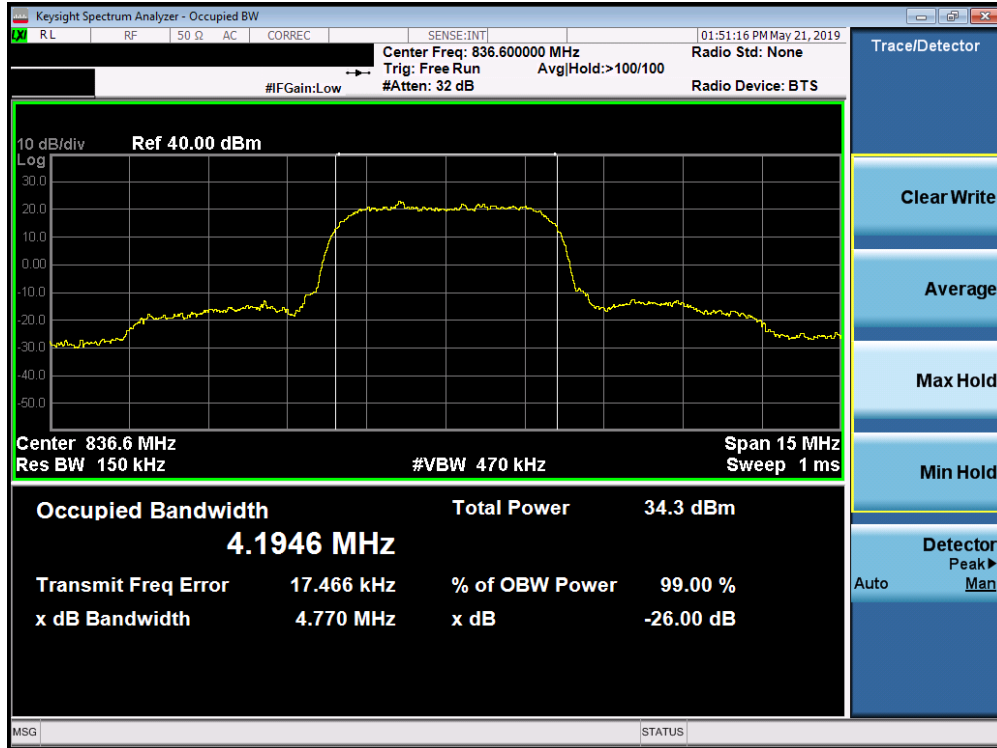 Keysight Spectrum Analyzer - Occupied BW
LXI RL RF 50 Ω AC CORREC SENSE:INT 01:51:16 PM May 21, 2019
Center Freq: 836.600000 MHz Radio Std: None
Trig: Free Run Avg|Hold:>100/100
#IFGain:Low #Atten: 32 dB Radio Device: BTS
10 dB/div Ref 40.00 dBm
Log
30.0
20.0
10.0
0.00
-10.0
-20.0
-30.0
-40.0
-50.0
Center 836.6 MHz Span 15 MHz
Res BW 150 kHz #VBW 470 kHz Sweep 1 ms
Occupied Bandwidth Total Power 34.3 dBm
4.1946 MHz
Transmit Freq Error 17.466 kHz % of OBW Power 99.00 %
x dB Bandwidth 4.770 MHz x dB -26.00 dB
MSG STATUS
Trace/Detector
Clear Write
Average
Max Hold
Min Hold
Detector
Peak▶
Auto Man